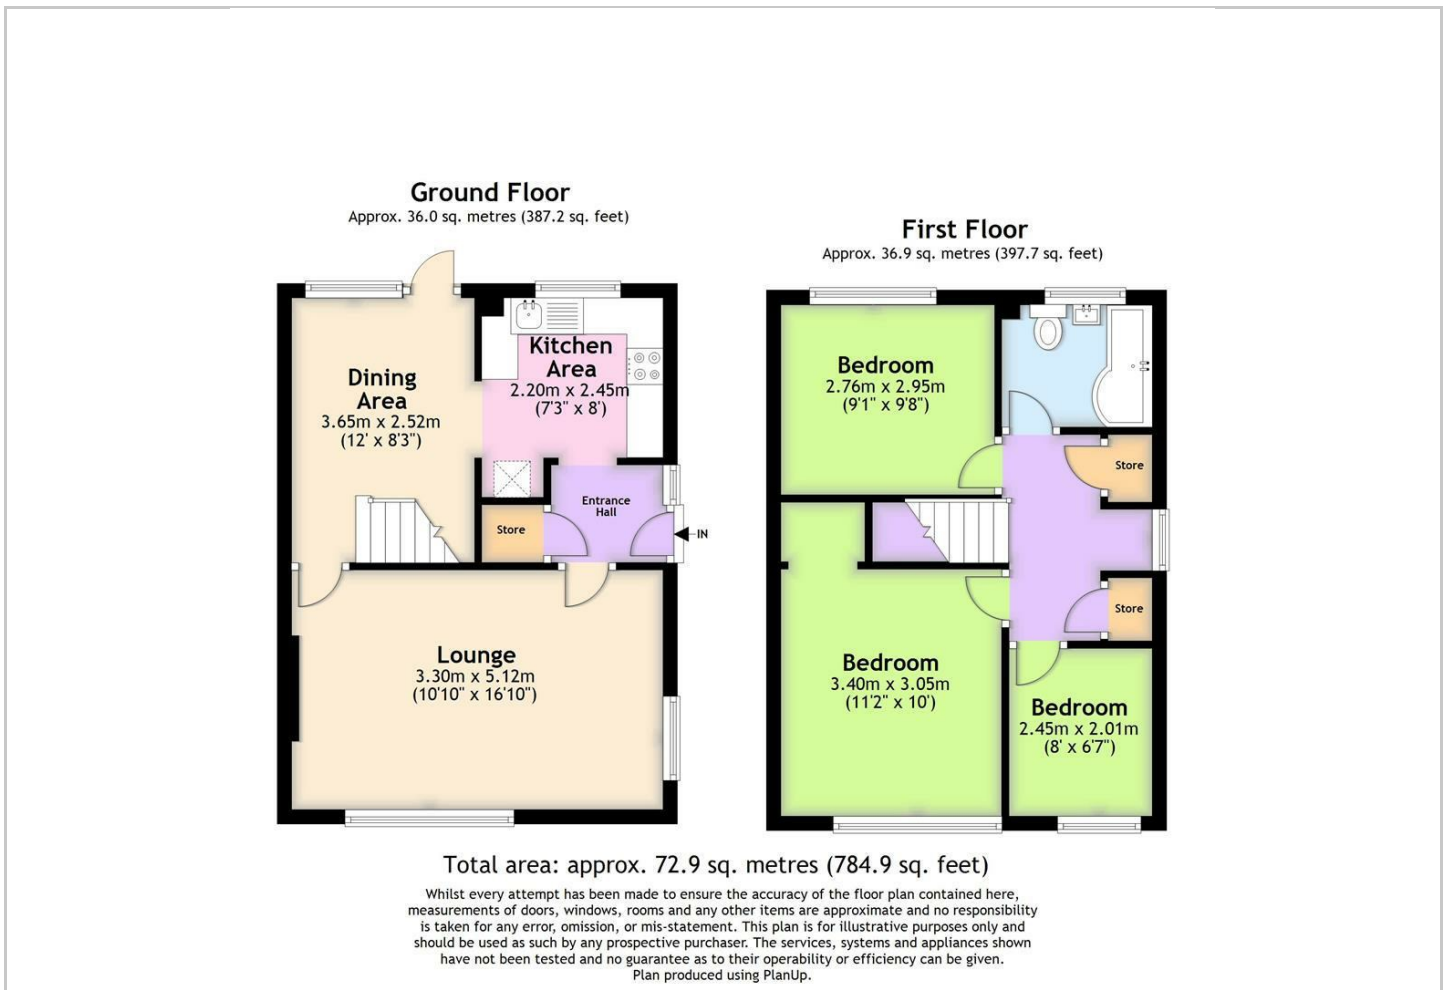 Ground Floor
Approx. 36.0 sq. metres (387.2 sq. feet)
Dining
Area
3.65m x 2.52m
(12' x 8'3")
Kitchen
Area
2.20m x 2.45m
(7'3" x 8')
Entrance
Hall
Store
IN
Lounge
3.30m x 5.12m
(10'10" x 16'10")
First Floor
Approx. 36.9 sq. metres (397.7 sq. feet)
Bedroom
2.76m x 2.95m
(9'1" x 9'8")
Store
Store
Bedroom
3.40m x 3.05m
(11'2" x 10')
Bedroom
2.45m x 2.01m
(8' x 6'7")
Total area: approx. 72.9 sq. metres (784.9 sq. feet)
Whilst every attempt has been made to ensure the accuracy of the floor plan contained here,
measurements of doors, windows, rooms and any other items are approximate and no responsibility
is taken for any error, omission, or mis-statement. This plan is for illustrative purposes only and
should be used as such by any prospective purchaser. The services, systems and appliances shown
have not been tested and no guarantee as to their operability or efficiency can be given.
Plan produced using PlanUp.